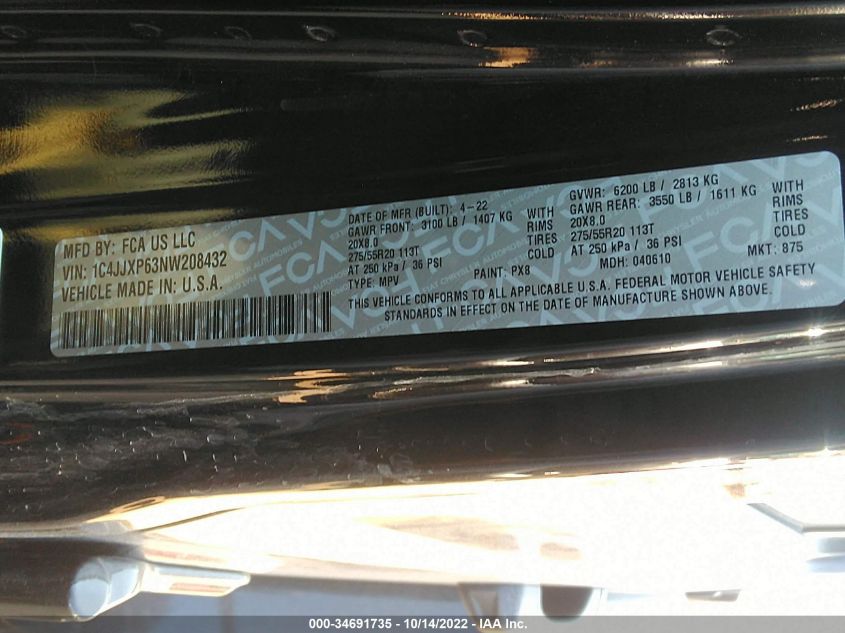 MFD BY: FCA US LLC
VIN: 1C4JJXP63NW208432
VEHICLE MADE IN: U.S.A.
DATE OF MFR (BUILT): 4-22
GAWR FRONT: 3100 LB / 1407 KG WITH
20X8.0 RIMS
275/55R20 113T TIRES
AT 250 kPa / 36 PSI COLD
TYPE: MPV PAINT: PX8
GVWR: 6200 LB / 2813 KG
GAWR REAR: 3550 LB / 1611 KG WITH
20X8.0 RIMS
275/55R20 113T TIRES
AT 250 kPa / 36 PSI COLD
MDH: 040610 MKT: 875
THIS VEHICLE CONFORMS TO ALL APPLICABLE U.S.A. FEDERAL MOTOR VEHICLE SAFETY
STANDARDS IN EFFECT ON THE DATE OF MANUFACTURE SHOWN ABOVE.
000-34691735 - 10/14/2022 - IAA Inc.